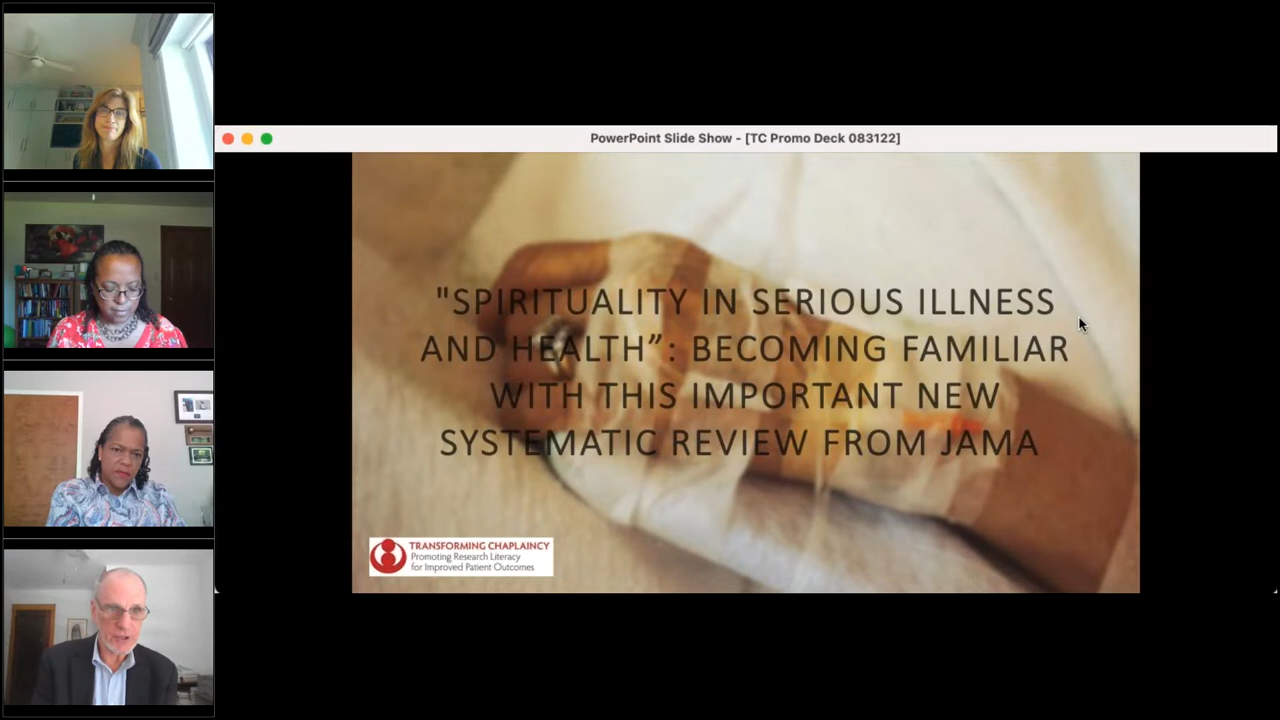 PowerPoint Slide Show - [TC Promo Deck 083122]
"SPIRITUALITY IN SERIOUS ILLNESS
AND HEALTH”: BECOMING FAMILIAR
WITH THIS IMPORTANT NEW
SYSTEMATIC REVIEW FROM JAMA
TRANSFORMING CHAPLAINCY
Promoting Research Literacy
for Improved Patient Outcomes